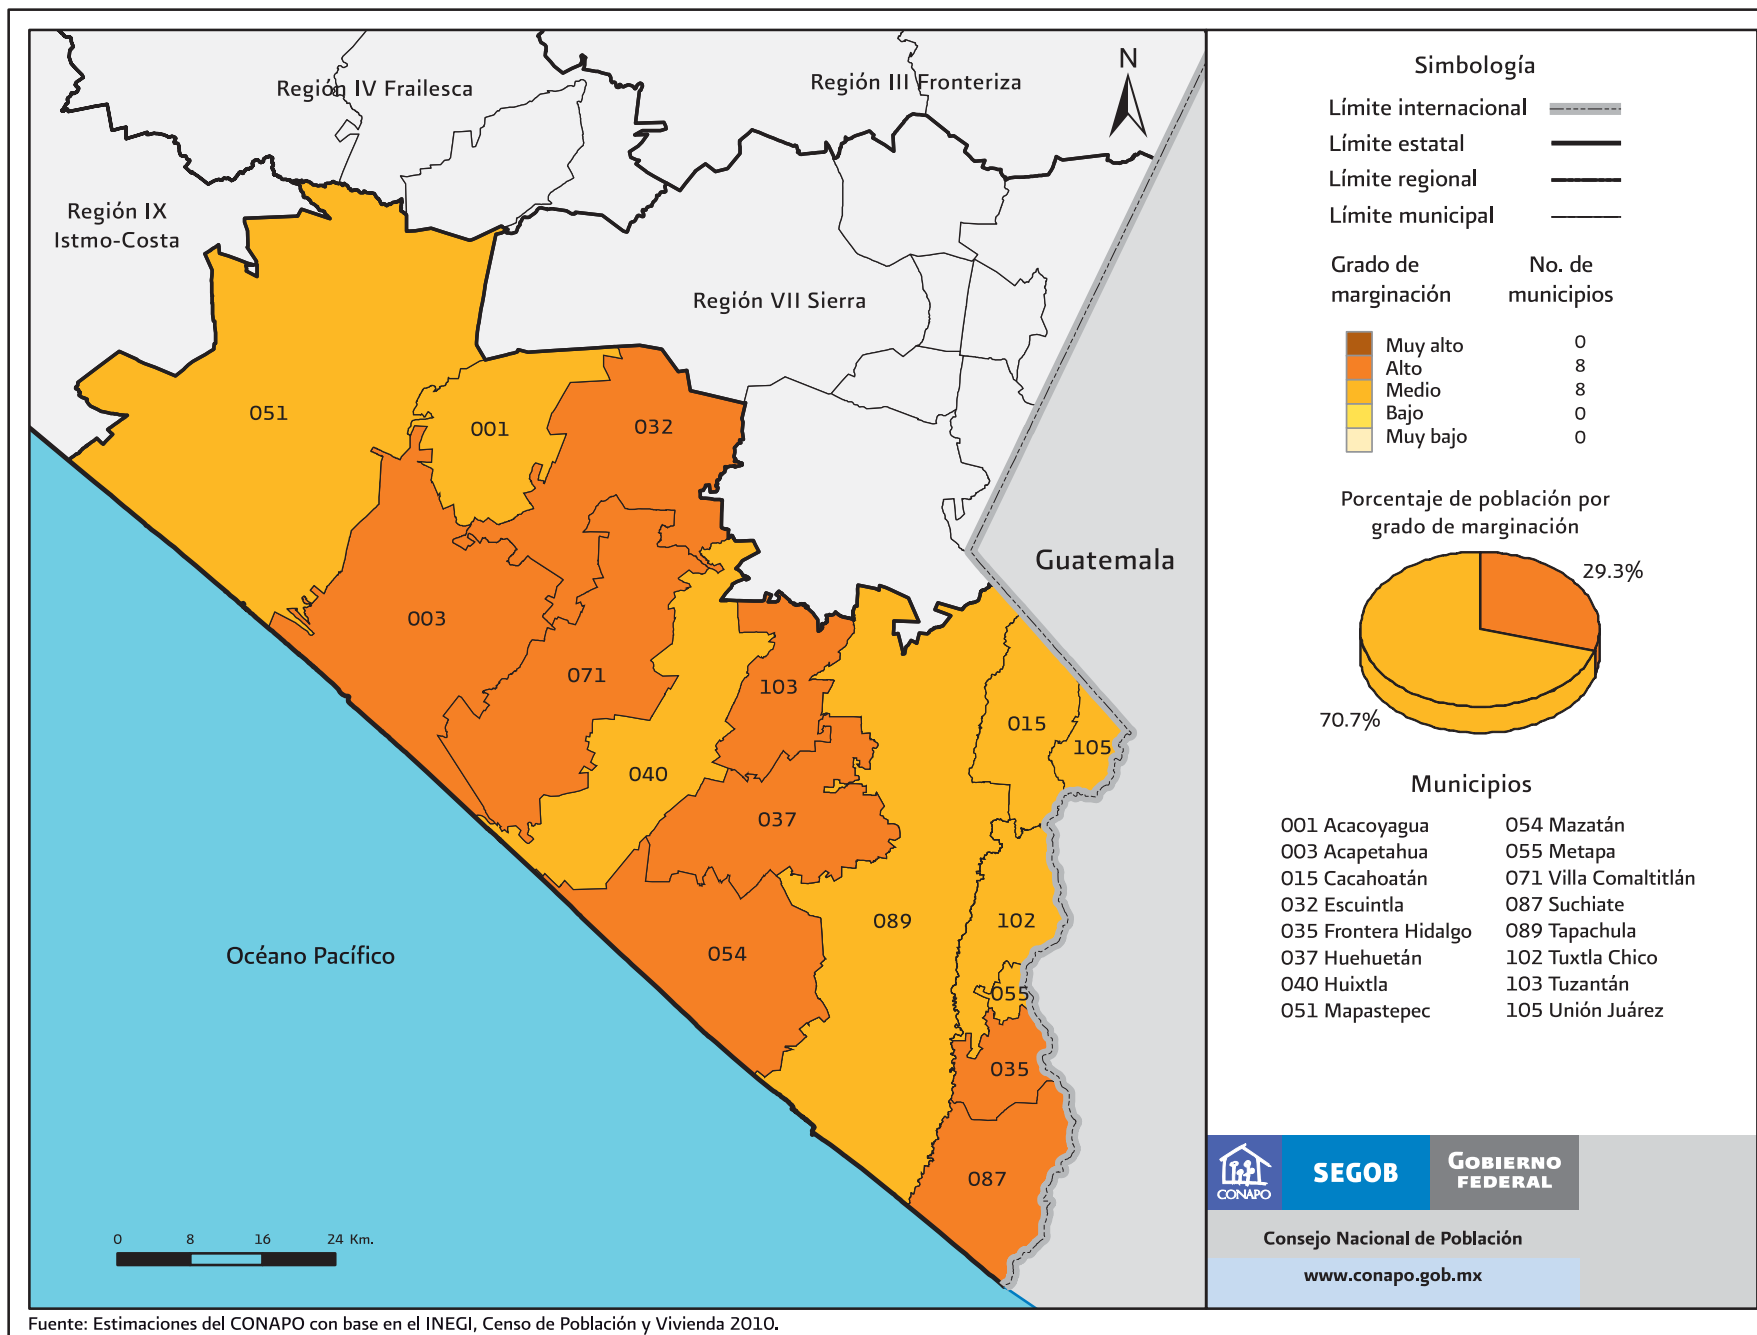 Región IV Frailesca
Región III Fronteriza
N
Región IX
Istmo-Costa
Región VII Sierra
051
001
032
Guatemala
003
071
103
015
105
040
037
089
102
054
055
035
087
Océano Pacífico
0 8 16 24 Km.
Simbología
Límite internacional
Límite estatal
Límite regional
Límite municipal
Grado de
marginación
No. de
municipios
Muy alto 0
Alto 8
Medio 8
Bajo 0
Muy bajo 0
Porcentaje de población por
grado de marginación
29.3%
70.7%
Municipios
001 Acacoyagua
003 Acapetahua
015 Cacahoatán
032 Escuintla
035 Frontera Hidalgo
037 Huehuetán
040 Huixtla
051 Mapastepec
054 Mazatán
055 Metapa
071 Villa Comaltitlán
087 Suchiate
089 Tapachula
102 Tuxtla Chico
103 Tuzantán
105 Unión Juárez
CONAPO
SEGOB
GOBIERNO
FEDERAL
Consejo Nacional de Población
www.conapo.gob.mx
Fuente: Estimaciones del CONAPO con base en el INEGI, Censo de Población y Vivienda 2010.